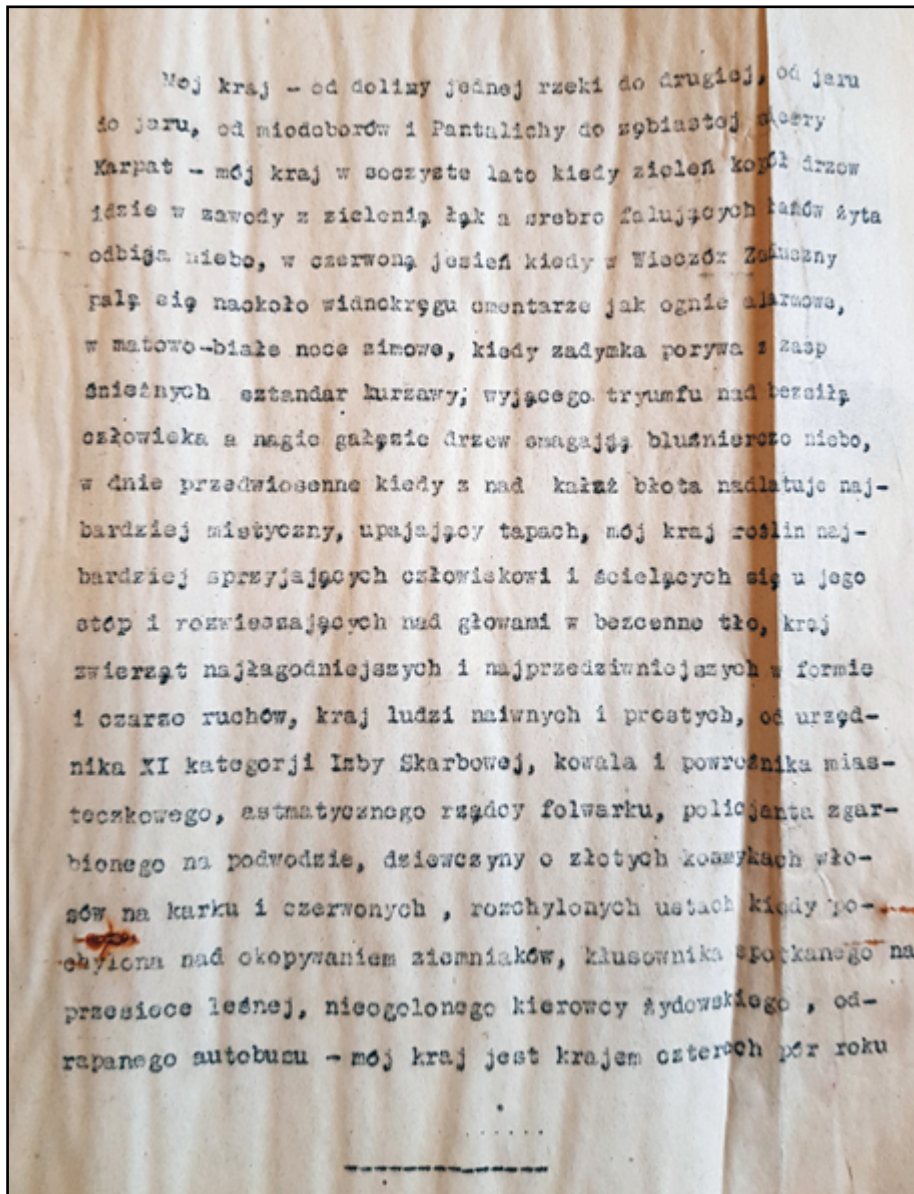 Mój kraj - od doliny jednej rzeki do drugiej, od jaru
do jaru, od miodoborów i Pantalichy do zębiastej sierry
Karpat - mój kraj w soczyste lato kiedy zieleń kopół drzew
idzie w zawody z zielenią łąk a srebro falujących łanów żyta
odbija niebo, w czerwoną jesień kiedy w Wieczór Zaduszny
palą się naokoło widnokręgu cmentarze jak ognie alarmowe,
w matowo-białe noce zimowe, kiedy zadymka porywa z zasp
śnieżnych sztandar kurzawy, wyjącego tryumfu nad bezsiłą
człowieka a nagie gałęzie drzew smagają bluźnierczo niebo,
w dnie przedwiosenne kiedy z nad kałuż błota nadlatuje naj-
bardziej mistyczny, upajający zapach, mój kraj roślin naj-
bardziej sprzyjających człowiekowi i ścielących się u jego
stóp i rozwieszających nad głowami w bezcenne tło, kraj
zwierząt najłagodniejszych i najprzedziwniejszych w formie
i czarze ruchów, kraj ludzi naiwnych i prostych, od urzęd-
nika XI kategorji Izby Skarbowej, kowala i powroźnika mias-
teczkowego, astmatycznego rządcy folwarku, policjanta zgar-
bionego na podwodzie, dziewczyny o złotych kosmykach wło-
sów na karku i czerwonych , rozchylonych ustach kiedy po-
chylona nad okopywaniem ziemniaków, kłusownika spotkanego na
przesiece leśnej, nieogolonego kierowcy żydowskiego , od-
rapanego autobusu - mój kraj jest krajem czterech pór roku
. . . . . .
--------------